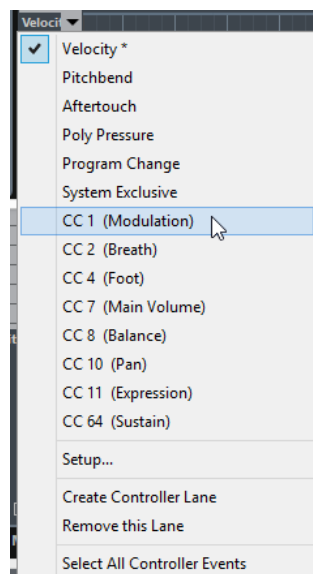 Velocit
Velocity *
Pitchbend
Aftertouch
Poly Pressure
Program Change
System Exclusive
CC 1 (Modulation)
CC 2 (Breath)
CC 4 (Foot)
CC 7 (Main Volume)
CC 8 (Balance)
CC 10 (Pan)
CC 11 (Expression)
CC 64 (Sustain)
Setup...
Create Controller Lane
Remove this Lane
Select All Controller Events